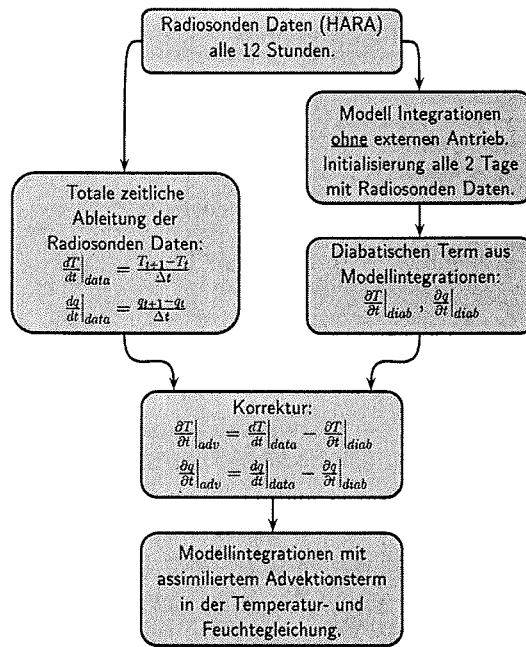 Radiosonden Daten (HARA)
alle 12 Stunden.
Modell Integrationen
ohne externen Antrieb.
Initialisierung alle 2 Tage
mit Radiosonden Daten.
Totale zeitliche
Ableitung der
Radiosonden Daten:
dT/dt|data = (Tt+1−Tt)/Δt
dq/dt|data = (qt+1−qt)/Δt
Diabatischen Term aus
Modellintegrationen:
∂T/∂t|diab , ∂q/∂t|diab
Korrektur:
∂T/∂t|adv = dT/dt|data − ∂T/∂t|diab
∂q/∂t|adv = dq/dt|data − ∂q/∂t|diab
Modellintegrationen mit
assimiliertem Advektionsterm
in der Temperatur- und
Feuchtegleichung.